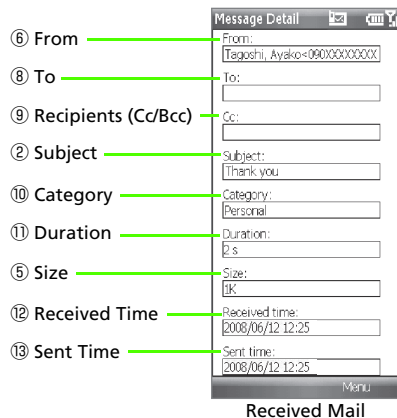 ⑥ From
⑧ To
⑨ Recipients (Cc/Bcc)
② Subject
⑩ Category
⑪ Duration
⑤ Size
⑫ Received Time
⑬ Sent Time
Message Detail
From:
Tagoshi, Ayako<090XXXXXXXX
To:
Cc:
Subject:
Thank you
Category:
Personal
Duration:
2 s
Size:
1K
Received time:
2008/06/12 12:25
Sent time:
2008/06/12 12:25
Menu
Received Mail